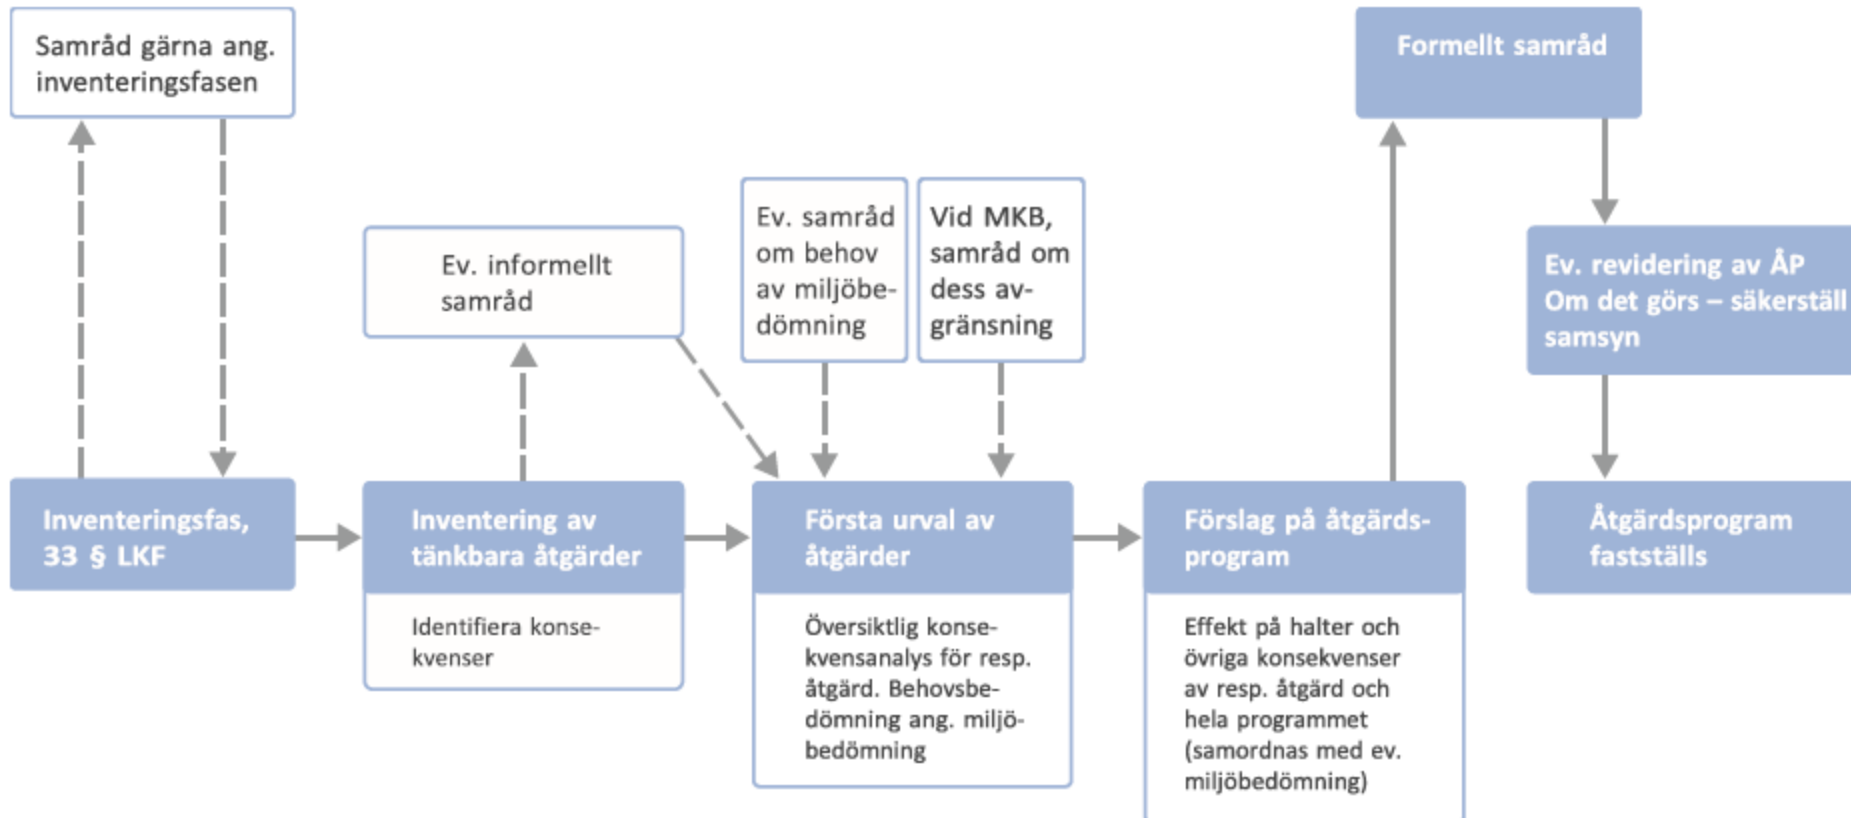 Samråd gärna ang.
inventeringsfasen
Formellt samråd
Ev. informellt
samråd
Ev. samråd
om behov
av miljöbe-
dömning
Vid MKB,
samråd om
dess av-
gränsning
Ev. revidering av ÅP
Om det görs – säkerställ
samsyn
Inventeringsfas,
33 § LKF
Inventering av
tänkbara åtgärder
Identifiera konse-
kvenser
Första urval av
åtgärder
Översiktlig konse-
kvensanalys för resp.
åtgärd. Behovsbe-
dömning ang. miljö-
bedömning
Förslag på åtgärds-
program
Effekt på halter och
övriga konsekvenser
av resp. åtgärd och
hela programmet
(samordnas med ev.
miljöbedömning)
Åtgärdsprogram
fastställs